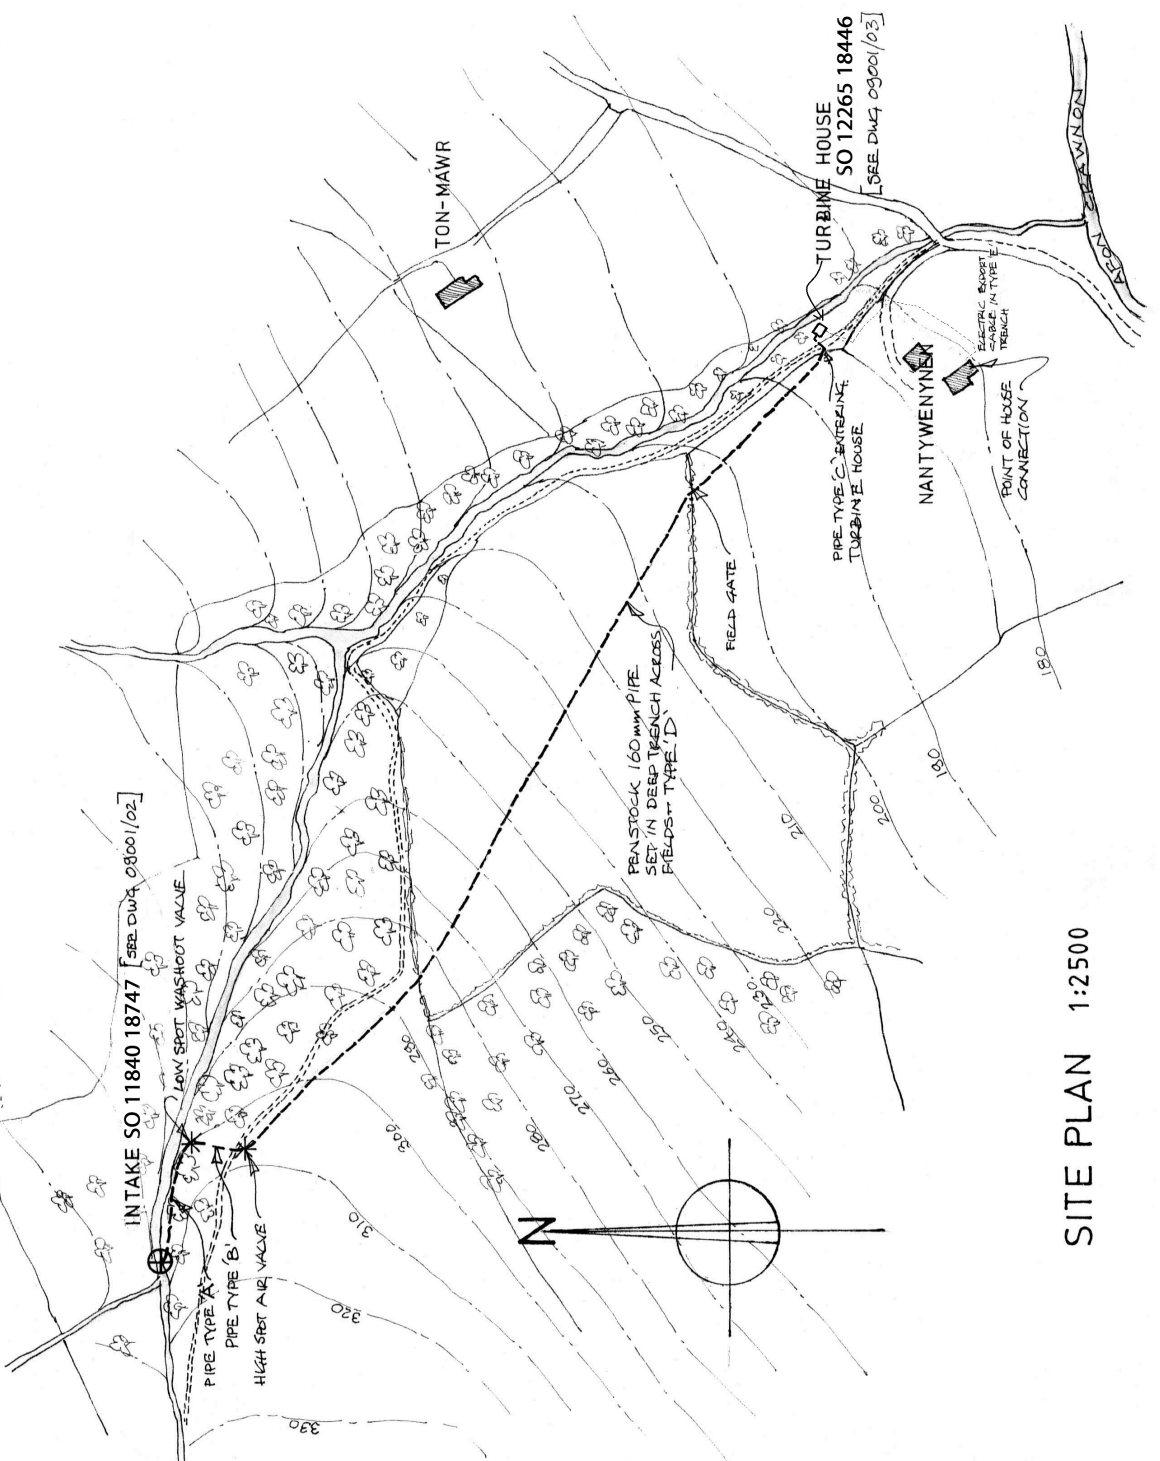 INTAKE SO 11840 18747 [SEE DWG 09001/02]
LOW SPOT WASHOUT VALVE
PIPE TYPE 'A'
PIPE TYPE 'B'
HIGH SPOT AIR VALVE
TON-MAWR
TURBINE HOUSE
SO 12265 18446
[SEE DWG 09001/03]
AFON CRAWNON
ELECTRIC EXPORT
CABLE IN TYPE 'E'
TRENCH
NANTYWENYNEN
POINT OF HOUSE
CONNECTION
PIPE TYPE 'C' ENTERING
TURBINE HOUSE
FIELD GATE
PENSTOCK 160mm PIPE
SET IN DEEP TRENCH ACROSS
FIELDS - TYPE 'D'
330
320
310
300
290
280
270
260
250
240
230
220
210
200
190
180
N
SITE PLAN 1:2500